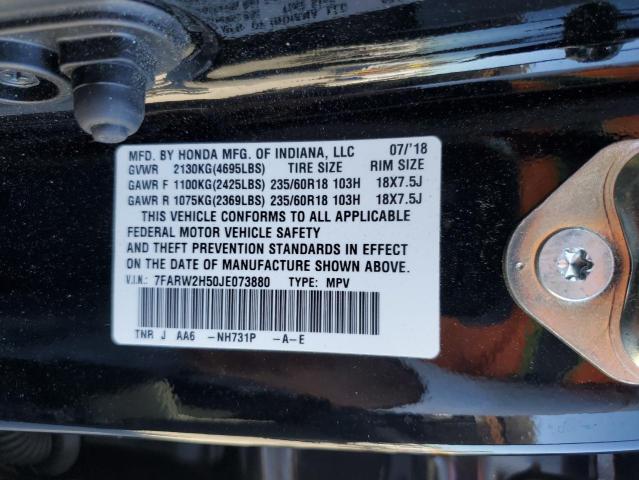 MFD. BY HONDA MFG. OF INDIANA, LLC 07/'18
GVWR 2130KG(4695LBS) TIRE SIZE RIM SIZE
GAWR F 1100KG(2425LBS) 235/60R18 103H 18X7.5J
GAWR R 1075KG(2369LBS) 235/60R18 103H 18X7.5J
THIS VEHICLE CONFORMS TO ALL APPLICABLE
FEDERAL MOTOR VEHICLE SAFETY
AND THEFT PREVENTION STANDARDS IN EFFECT
ON THE DATE OF MANUFACTURE SHOWN ABOVE.
V.I.N.: 7FARW2H50JE073880 TYPE: MPV
TNR J AA6 -NH731P -A-E